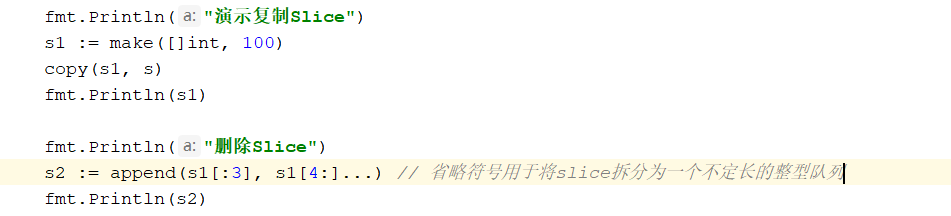 fmt.Println( a: "演示复制Slice")
s1 := make([]int, 100)
copy(s1, s)
fmt.Println(s1)
fmt.Println( a: "删除Slice")
s2 := append(s1[:3], s1[4:]...) // 省略符号用于将slice拆分为一个不定长的整型队列
fmt.Println(s2)